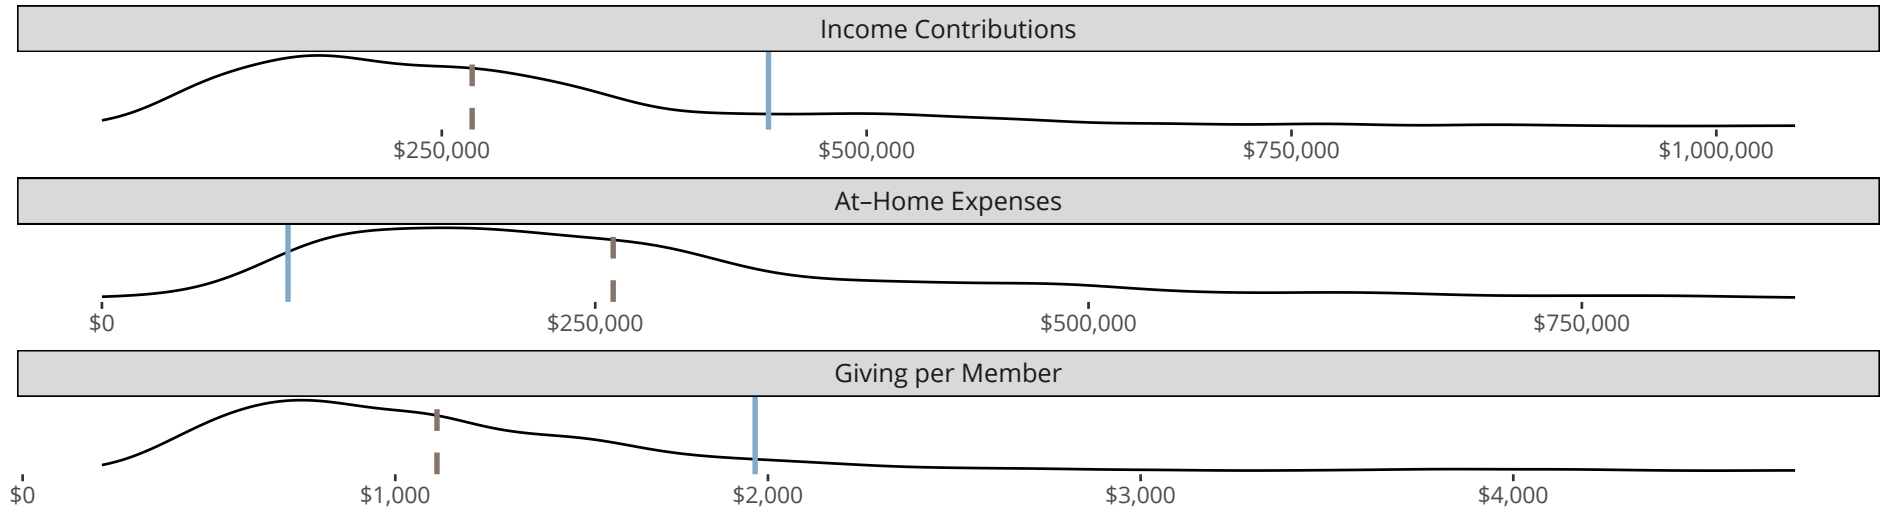 Income Contributions
$250,000 $500,000 $750,000 $1,000,000
At–Home Expenses
$0 $250,000 $500,000 $750,000
Giving per Member
$0 $1,000 $2,000 $3,000 $4,000